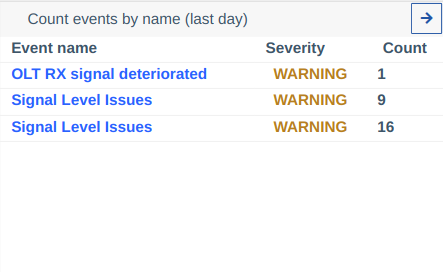 Count events by name (last day)
Event name Severity Count
OLT RX signal deteriorated WARNING 1
Signal Level Issues WARNING 9
Signal Level Issues WARNING 16